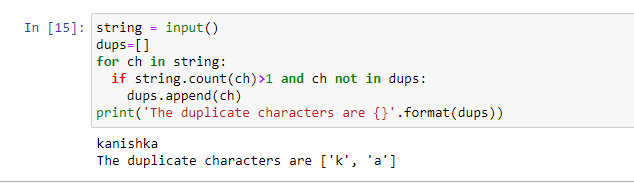 In [15]: string = input()
dups=[]
for ch in string:
  if string.count(ch)>1 and ch not in dups:
    dups.append(ch)
print('The duplicate characters are {}'.format(dups))
kanishka
The duplicate characters are ['k', 'a']